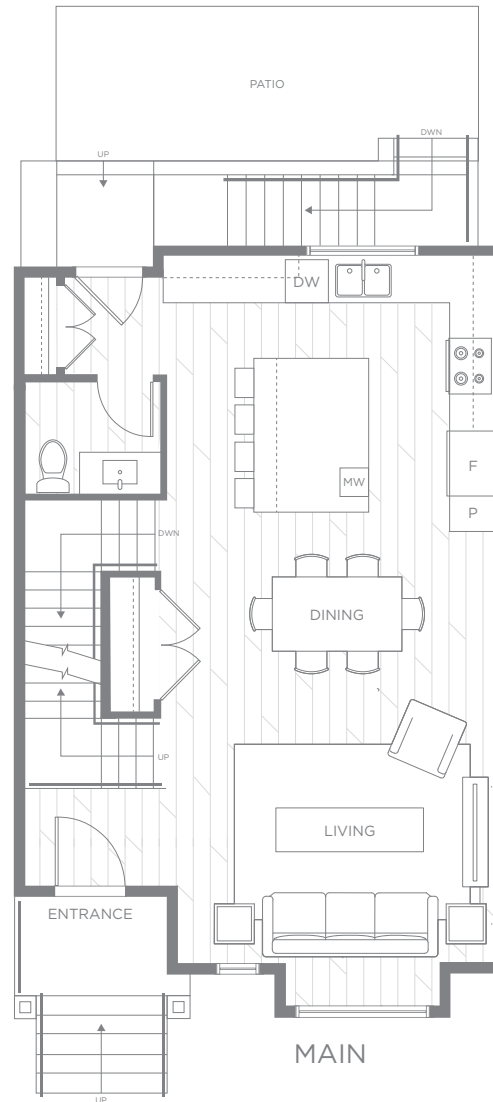 PATIO
DWN
UP
DW
F
MW
P
DWN
DINING
UP
LIVING
ENTRANCE
MAIN
UP